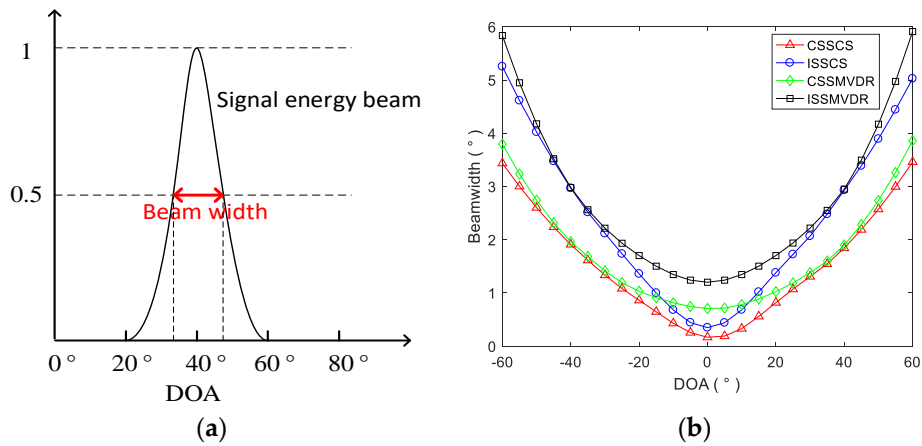 1
Signal energy beam
0.5
Beam width
0 ° 20 ° 40 ° 60 ° 80 °
DOA
(a)
6
5
4
3
2
1
0
Beamwidth ( ° )
CSSCS
ISSCS
CSSMVDR
ISSMVDR
-60 -40 -20 0 20 40 60
DOA ( ° )
(b)